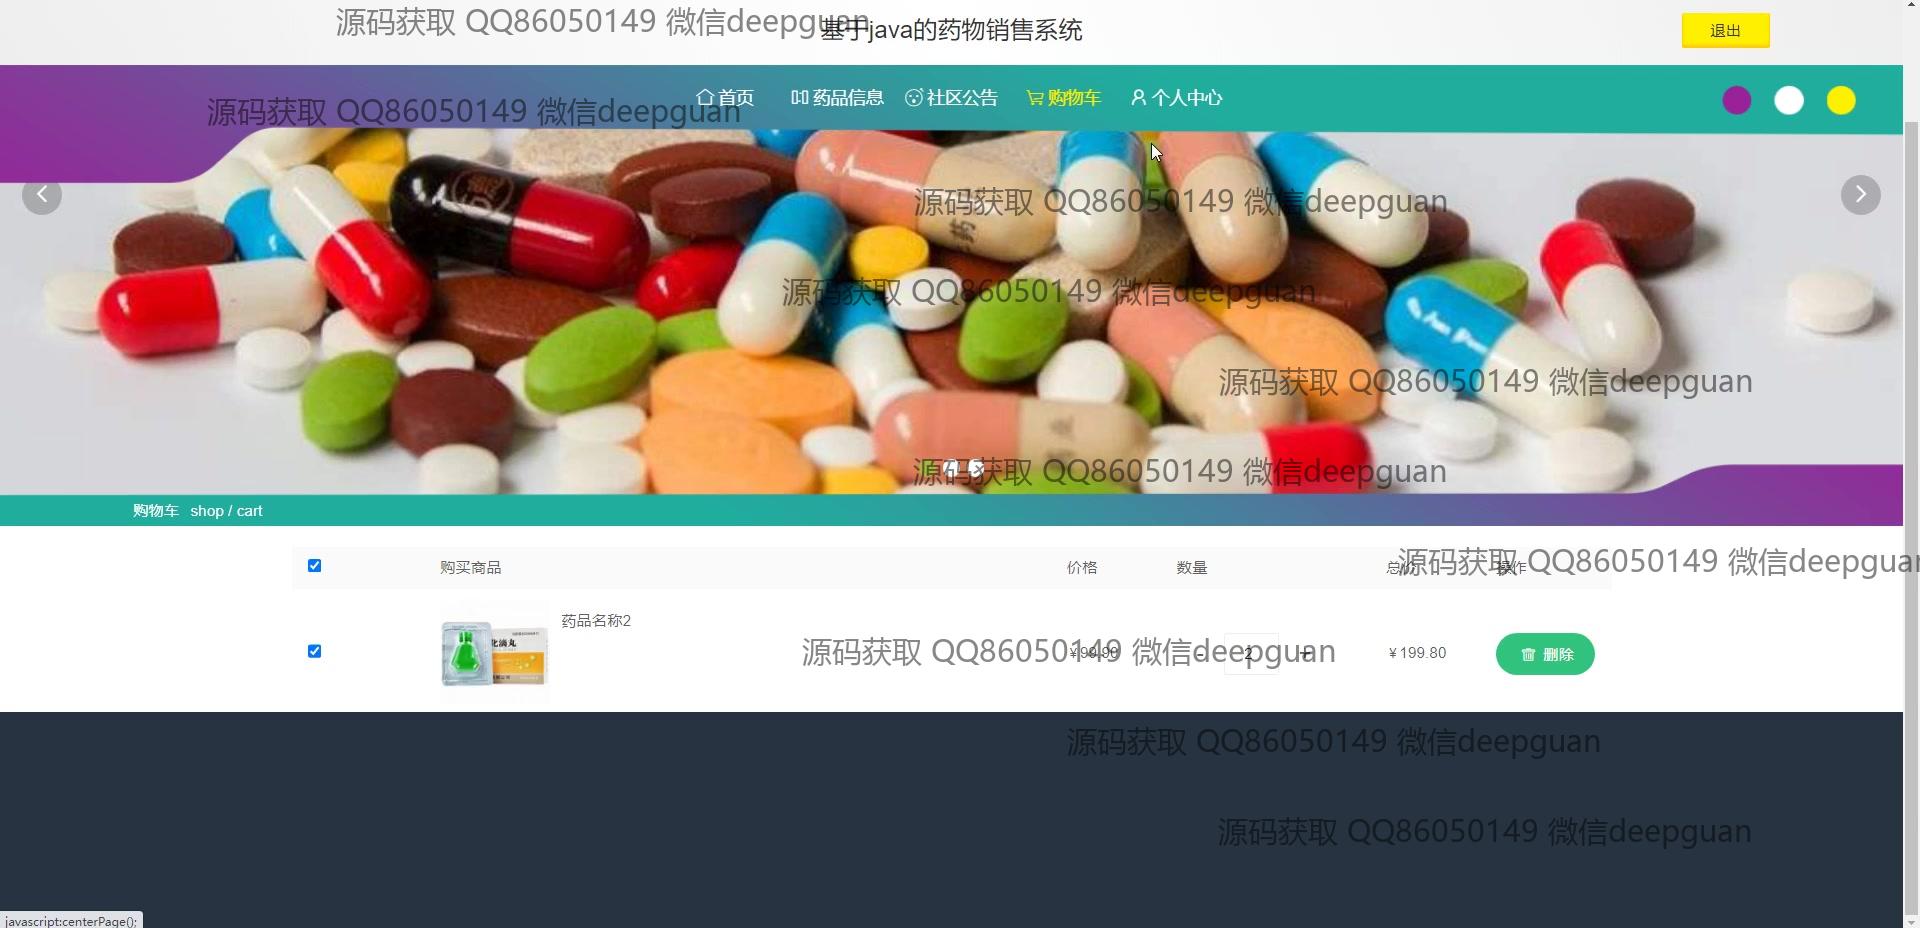 源码获取 QQ86050149 微信deepguan
基于java的药物销售系统
退出
首页 药品信息 社区公告 购物车 个人中心
源码获取 QQ86050149 微信deepguan
源码获取 QQ86050149 微信deepguan
源码获取 QQ86050149 微信deepguan
源码获取 QQ86050149 微信deepguan
源码获取 QQ86050149 微信deepguan
购物车 shop / cart
购买商品 价格 数量 总价 操作
源码获取 QQ86050149 微信deepguan
药品名称2
化滴丸
¥99.90 - 2 + ¥199.80 删除
源码获取 QQ86050149 微信deepguan
源码获取 QQ86050149 微信deepguan
源码获取 QQ86050149 微信deepguan
javascript:centerPage();